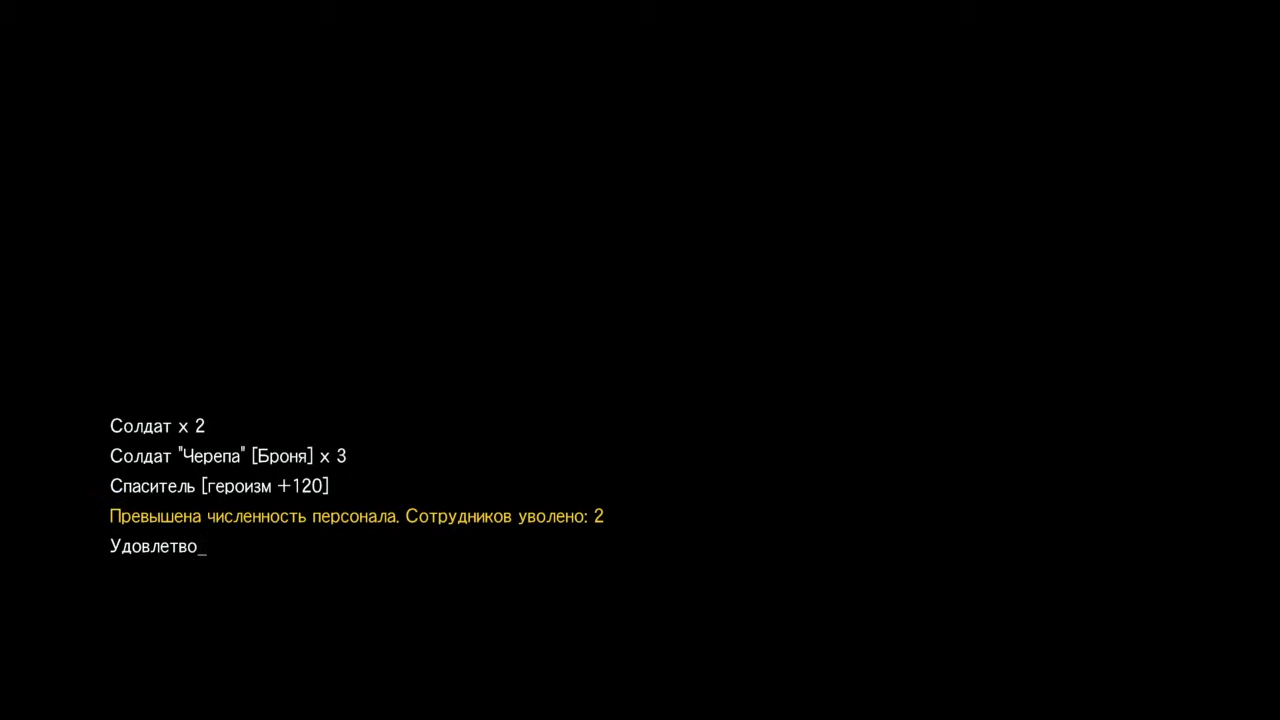 Солдат x 2
Солдат "Черепа" [Броня] x 3
Спаситель [героизм +120]
Превышена численность персонала. Сотрудников уволено: 2
Удовлетво_